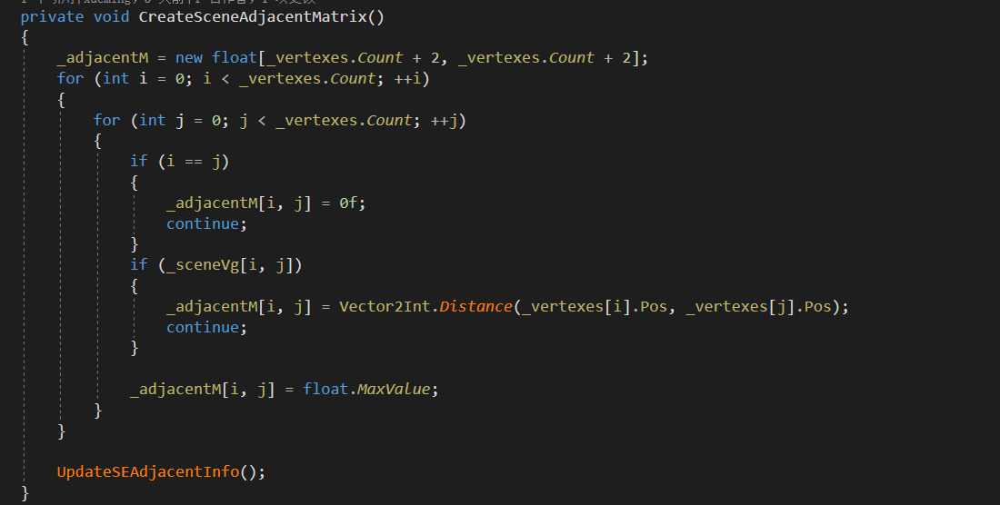 private void CreateSceneAdjacentMatrix()
{
    _adjacentM = new float[_vertexes.Count + 2, _vertexes.Count + 2];
    for (int i = 0; i < _vertexes.Count; ++i)
    {
        for (int j = 0; j < _vertexes.Count; ++j)
        {
            if (i == j)
            {
                _adjacentM[i, j] = 0f;
                continue;
            }
            if (_sceneVg[i, j])
            {
                _adjacentM[i, j] = Vector2Int.Distance(_vertexes[i].Pos, _vertexes[j].Pos);
                continue;
            }

            _adjacentM[i, j] = float.MaxValue;
        }
    }

    UpdateSEAdjacentInfo();
}